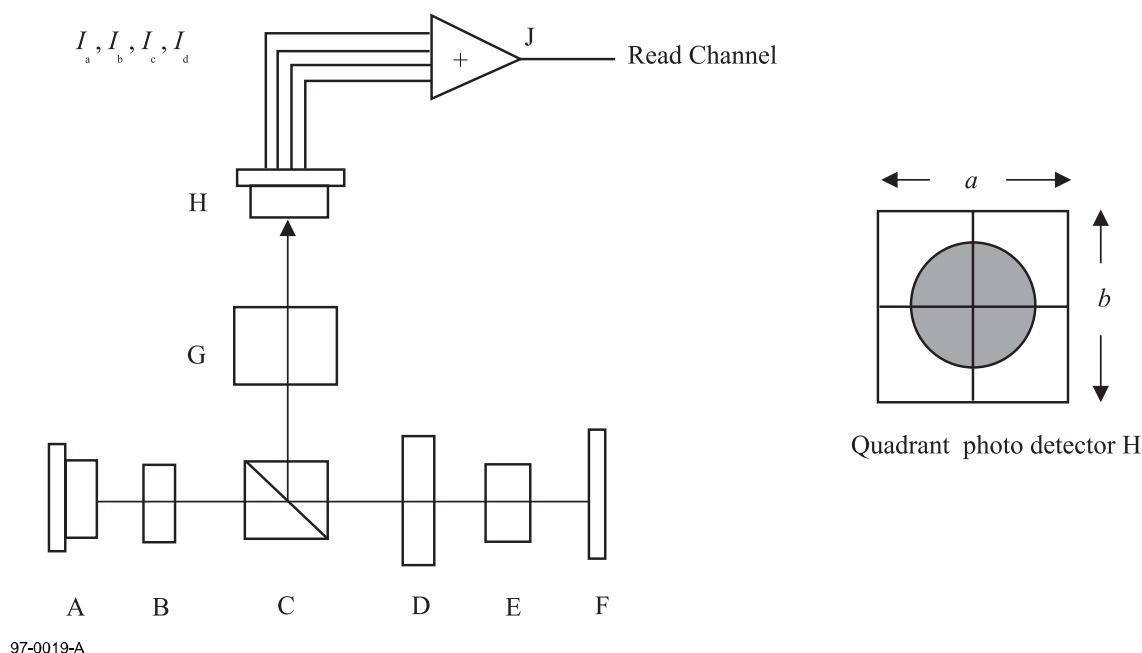 I_a, I_b, I_c, I_d
J
+
Read Channel
H
a
b
G
Quadrant photo detector H
A B C D E F
97-0019-A